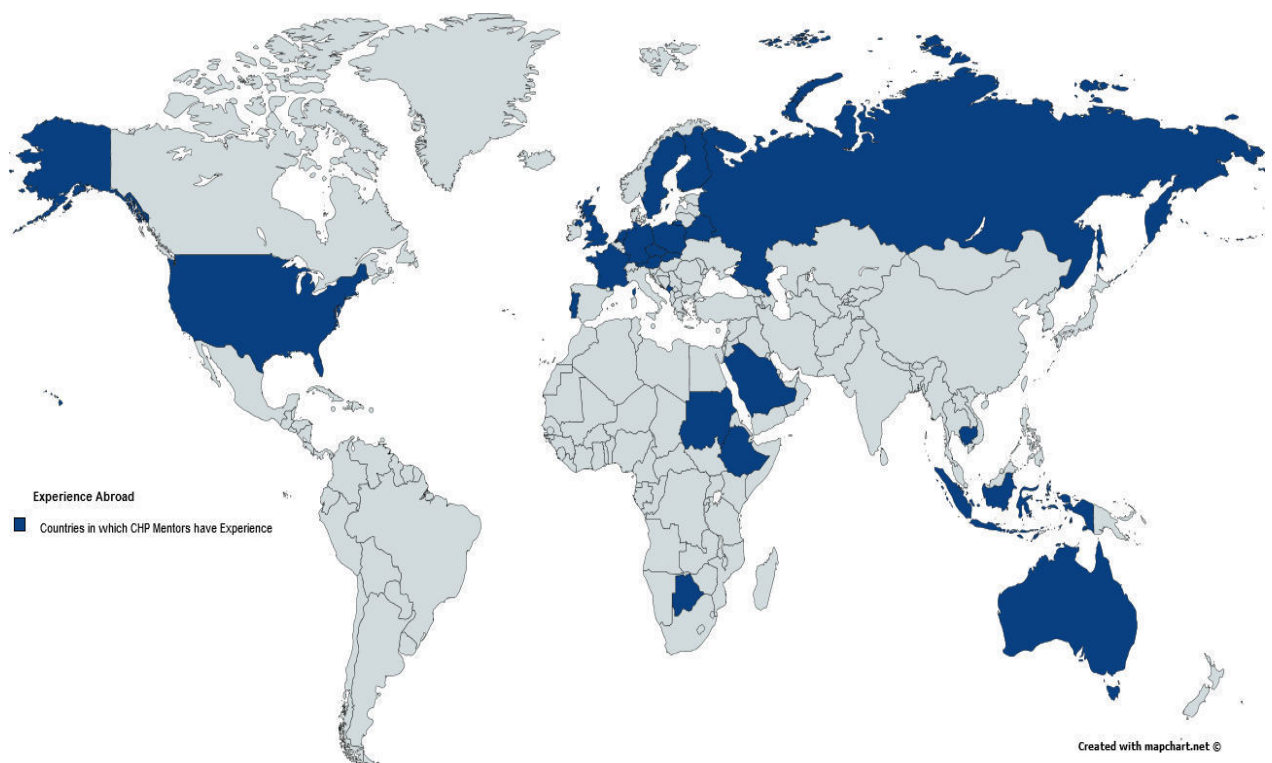 Experience Abroad
Countries in which CHP Mentors have Experience
Created with mapchart.net ©